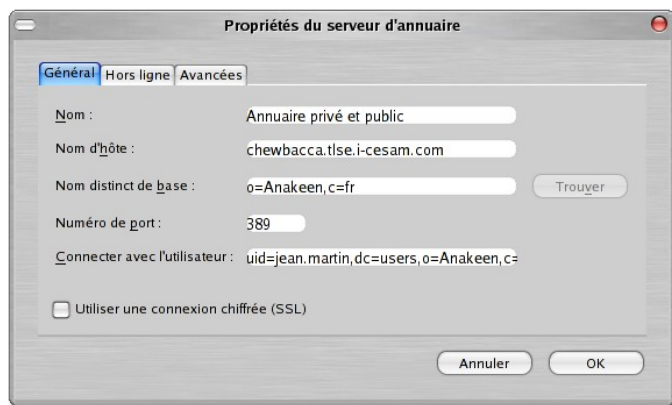 Propriétés du serveur d'annuaire
Général Hors ligne Avancées
Nom : Annuaire privé et public
Nom d'hôte : chewbacca.tlse.i-cesam.com
Nom distinct de base : o=Anakeen,c=fr Trouver
Numéro de port : 389
Connecter avec l'utilisateur : uid=jean.martin,dc=users,o=Anakeen,c=
Utiliser une connexion chiffrée (SSL)
Annuler OK